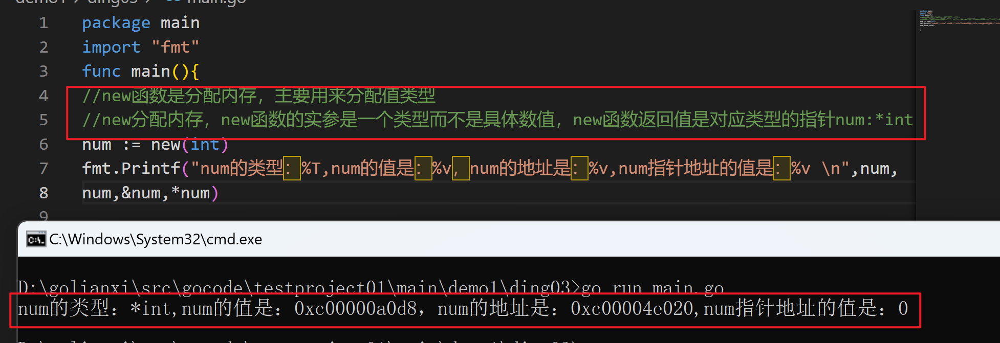 demo1 > ding03 > main.go
1 package main
2 import "fmt"
3 func main(){
4 //new函数是分配内存，主要用来分配值类型
5 //new分配内存，new函数的实参是一个类型而不是具体数值，new函数返回值是对应类型的指针num:*int
6 num := new(int)
7 fmt.Printf("num的类型：%T,num的值是：%v，num的地址是：%v,num指针地址的值是：%v \n",num,
8 num,&num,*num)
9
C:\Windows\System32\cmd.exe
D:\golianxi\src\gocode\testproject01\main\demo1\ding03>go run main.go
num的类型：*int,num的值是：0xc00000a0d8，num的地址是：0xc00004e020,num指针地址的值是：0